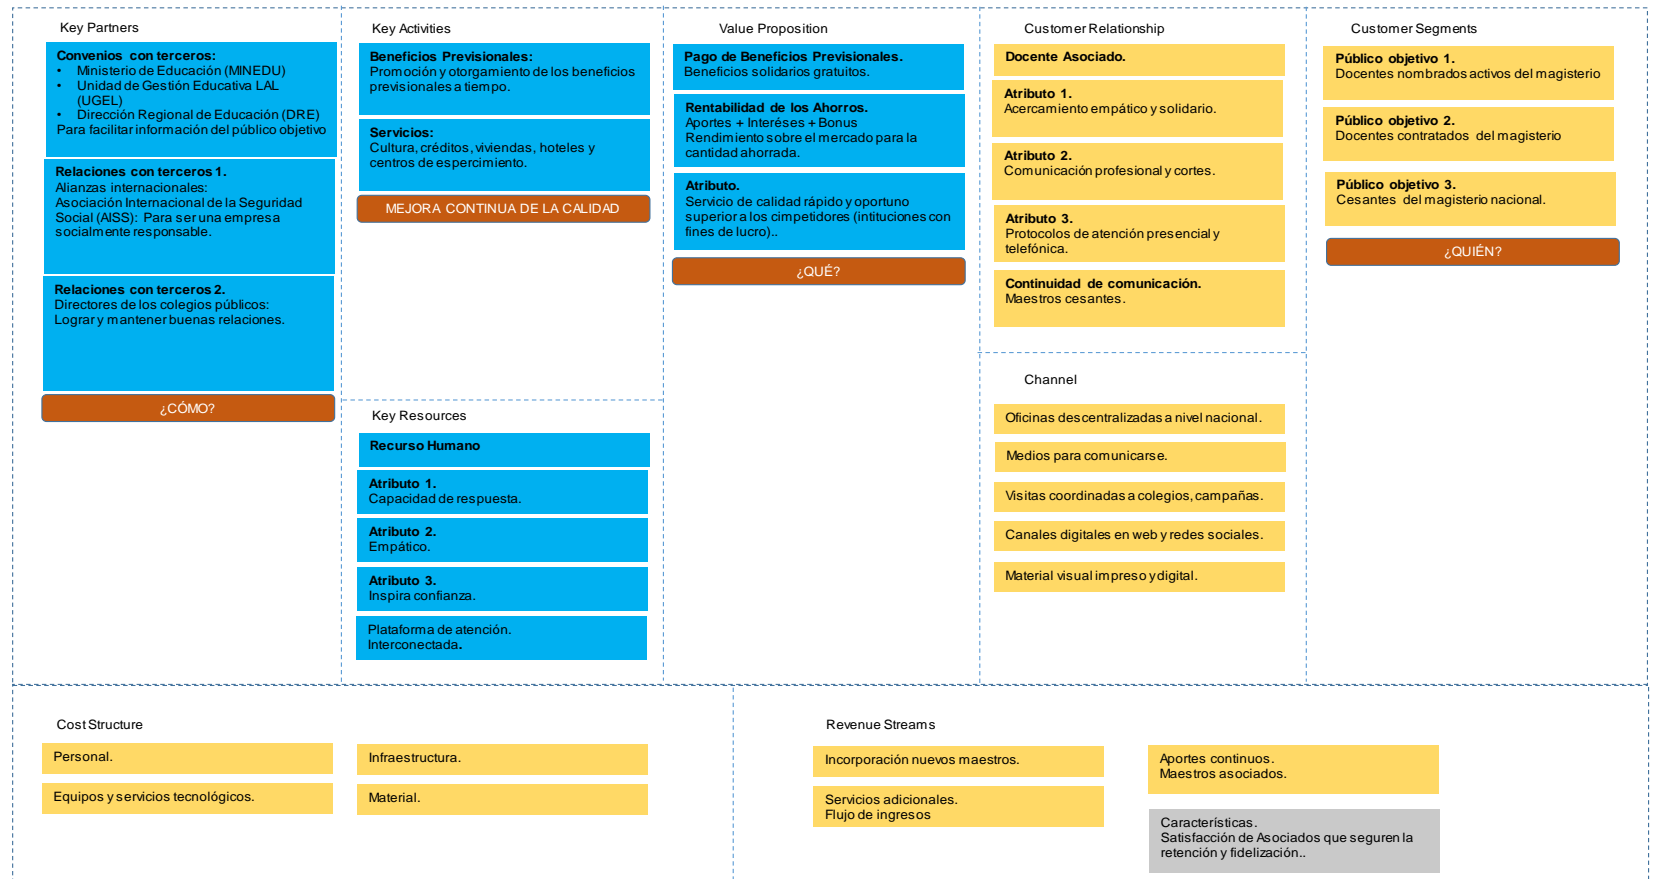 Key Partners
Convenios con terceros:
• Ministerio de Educación (MINEDU)
• Unidad de Gestión Educativa LAL
(UGEL)
• Dirección Regional de Educación (DRE)
Para facilitar información del público objetivo
Relaciones con terceros 1.
Alianzas internacionales:
Asociación Internacional de la Seguridad
Social (AISS): Para ser una empresa
socialmente responsable.
Relaciones con terceros 2.
Directores de los colegios públicos:
Lograr y mantener buenas relaciones.
¿CÓMO?
Key Activities
Beneficios Previsionales:
Promoción y otorgamiento de los beneficios
previsionales a tiempo.
Servicios:
Cultura, créditos, viviendas, hoteles y
centros de espercimiento.
MEJORA CONTINUA DE LA CALIDAD
Key Resources
Recurso Humano
Atributo 1.
Capacidad de respuesta.
Atributo 2.
Empático.
Atributo 3.
Inspira confianza.
Plataforma de atención.
Interconectada.
Value Proposition
Pago de Beneficios Previsionales.
Beneficios solidarios gratuitos.
Rentabilidad de los Ahorros.
Aportes + Interéses + Bonus
Rendimiento sobre el mercado para la
cantidad ahorrada.
Atributo.
Servicio de calidad rápido y oportuno
superior a los cimpetidores (intituciones con
fines de lucro)..
¿QUÉ?
Customer Relationship
Docente Asociado.
Atributo 1.
Acercamiento empático y solidario.
Atributo 2.
Comunicación profesional y cortes.
Atributo 3.
Protocolos de atención presencial y
telefónica.
Continuidad de comunicación.
Maestros cesantes.
Channel
Oficinas descentralizadas a nivel nacional.
Medios para comunicarse.
Visitas coordinadas a colegios, campañas.
Canales digitales en web y redes sociales.
Material visual impreso y digital.
Customer Segments
Público objetivo 1.
Docentes nombrados activos del magisterio
Público objetivo 2.
Docentes contratados del magisterio
Público objetivo 3.
Cesantes del magisterio nacional.
¿QUIÉN?
Cost Structure
Personal.
Equipos y servicios tecnológicos.
Infraestructura.
Material.
Revenue Streams
Incorporación nuevos maestros.
Servicios adicionales.
Flujo de ingresos
Aportes continuos.
Maestros asociados.
Características.
Satisfacción de Asociados que seguren la
retención y fidelización..